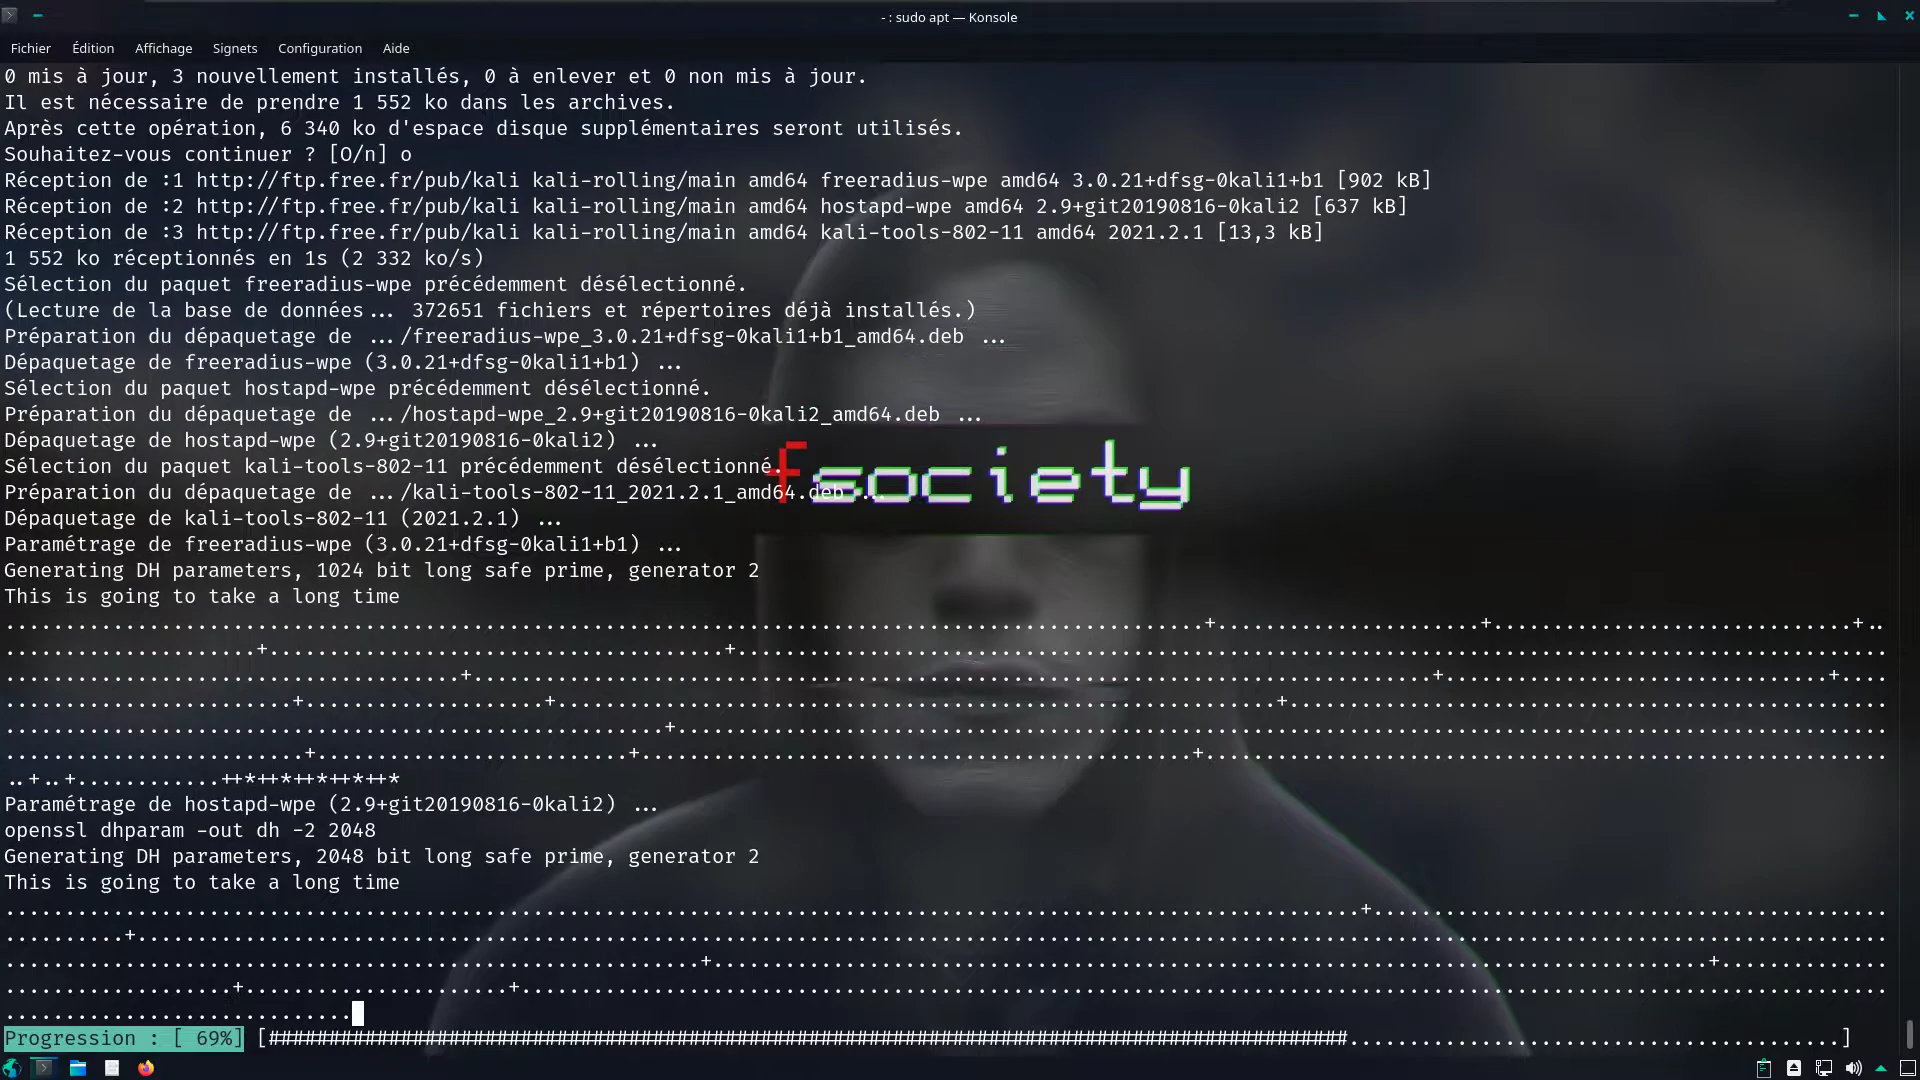 - : sudo apt — Konsole
Fichier Édition Affichage Signets Configuration Aide
0 mis à jour, 3 nouvellement installés, 0 à enlever et 0 non mis à jour.
Il est nécessaire de prendre 1 552 ko dans les archives.
Après cette opération, 6 340 ko d'espace disque supplémentaires seront utilisés.
Souhaitez-vous continuer ? [O/n] o
Réception de :1 http://ftp.free.fr/pub/kali kali-rolling/main amd64 freeradius-wpe amd64 3.0.21+dfsg-0kali1+b1 [902 kB]
Réception de :2 http://ftp.free.fr/pub/kali kali-rolling/main amd64 hostapd-wpe amd64 2.9+git20190816-0kali2 [637 kB]
Réception de :3 http://ftp.free.fr/pub/kali kali-rolling/main amd64 kali-tools-802-11 amd64 2021.2.1 [13,3 kB]
1 552 ko réceptionnés en 1s (2 332 ko/s)
Sélection du paquet freeradius-wpe précédemment désélectionné.
(Lecture de la base de données... 372651 fichiers et répertoires déjà installés.)
Préparation du dépaquetage de .../freeradius-wpe_3.0.21+dfsg-0kali1+b1_amd64.deb ...
Dépaquetage de freeradius-wpe (3.0.21+dfsg-0kali1+b1) ...
Sélection du paquet hostapd-wpe précédemment désélectionné.
Préparation du dépaquetage de .../hostapd-wpe_2.9+git20190816-0kali2_amd64.deb ...
Dépaquetage de hostapd-wpe (2.9+git20190816-0kali2) ...
Sélection du paquet kali-tools-802-11 précédemment désélectionné.
fsociety
Préparation du dépaquetage de .../kali-tools-802-11_2021.2.1_amd64.deb ...
Dépaquetage de kali-tools-802-11 (2021.2.1) ...
Paramétrage de freeradius-wpe (3.0.21+dfsg-0kali1+b1) ...
Generating DH parameters, 1024 bit long safe prime, generator 2
This is going to take a long time
..+..+............++*++*++*++*++*
Paramétrage de hostapd-wpe (2.9+git20190816-0kali2) ...
openssl dhparam -out dh -2 2048
Generating DH parameters, 2048 bit long safe prime, generator 2
This is going to take a long time
Progression : [ 69%]